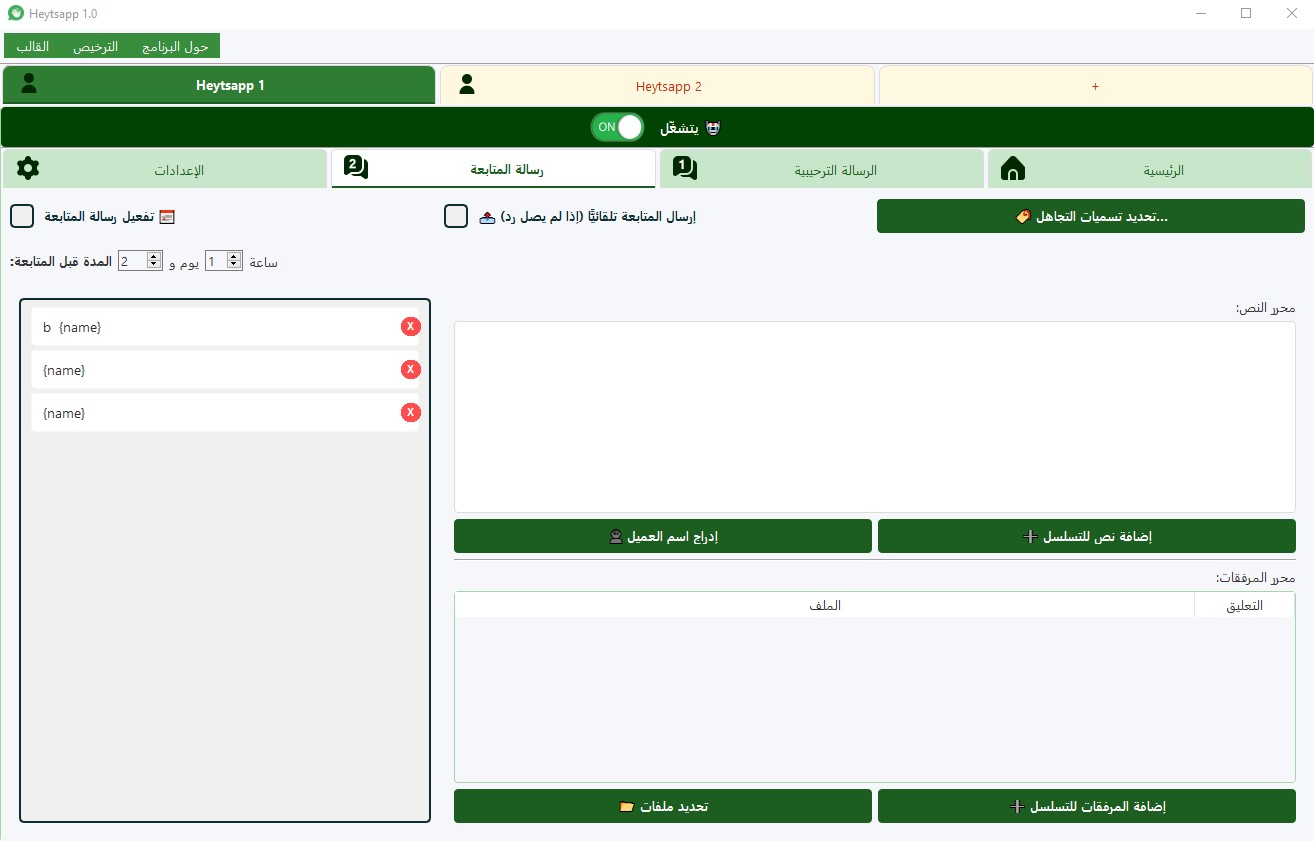 Heytsapp 1.0
القالب الترخيص حول البرنامج
Heytsapp 1
Heytsapp 2
+
ON يتشغّل
الرئيسية
1 الرسالة الترحيبية
2 رسالة المتابعة
الإعدادات
تحديد تسميات التجاهل...
إرسال المتابعة تلقائيًّا (إذا لم يصل رد)
تفعيل رسالة المتابعة
المدة قبل المتابعة: 2 يوم و 1 ساعة
b {name} X
{name} X
{name} X
محرر النص:
إضافة نص للتسلسل
إدراج اسم العميل
محرر المرفقات:
التعليق الملف
إضافة المرفقات للتسلسل
تحديد ملفات